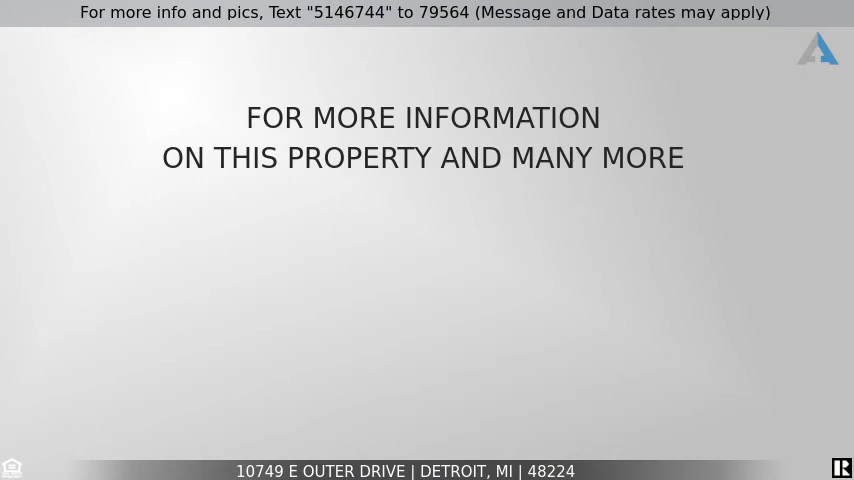 For more info and pics, Text "5146744" to 79564 (Message and Data rates may apply)
FOR MORE INFORMATION
ON THIS PROPERTY AND MANY MORE
10749 E OUTER DRIVE | DETROIT, MI | 48224